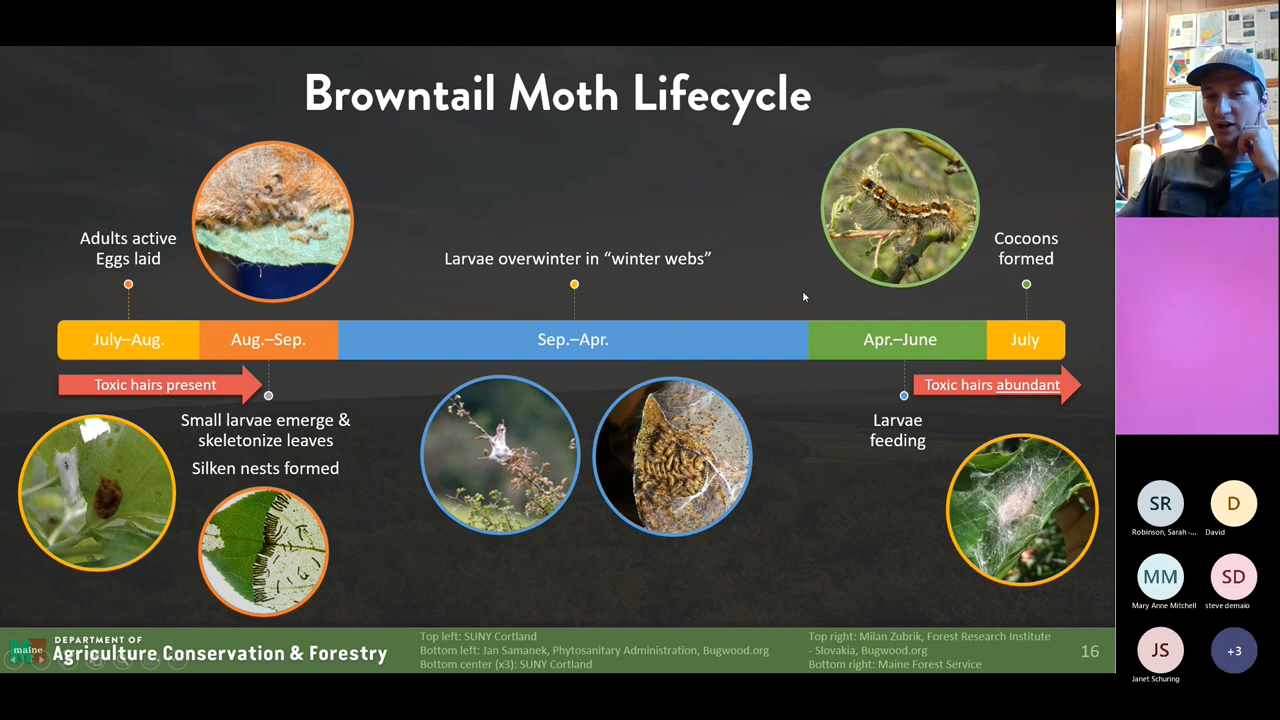 Browntail Moth Lifecycle
Adults active
Eggs laid
Larvae overwinter in “winter webs”
Cocoons
formed
July–Aug.
Aug.–Sep.
Sep.–Apr.
Apr.–June
July
Toxic hairs present
Toxic hairs abundant
Small larvae emerge &
skeletonize leaves
Silken nests formed
Larvae
feeding
maine
DEPARTMENT OF
Agriculture Conservation & Forestry
Top left: SUNY Cortland
Bottom left: Jan Samanek, Phytosanitary Administration, Bugwood.org
Bottom center (x3): SUNY Cortland
Top right: Milan Zubrik, Forest Research Institute
- Slovakia, Bugwood.org
Bottom right: Maine Forest Service
16
SR
Robinson, Sarah -...
D
David
MM
Mary Anne Mitchell
SD
steve demaio
JS
Janet Schuring
+3